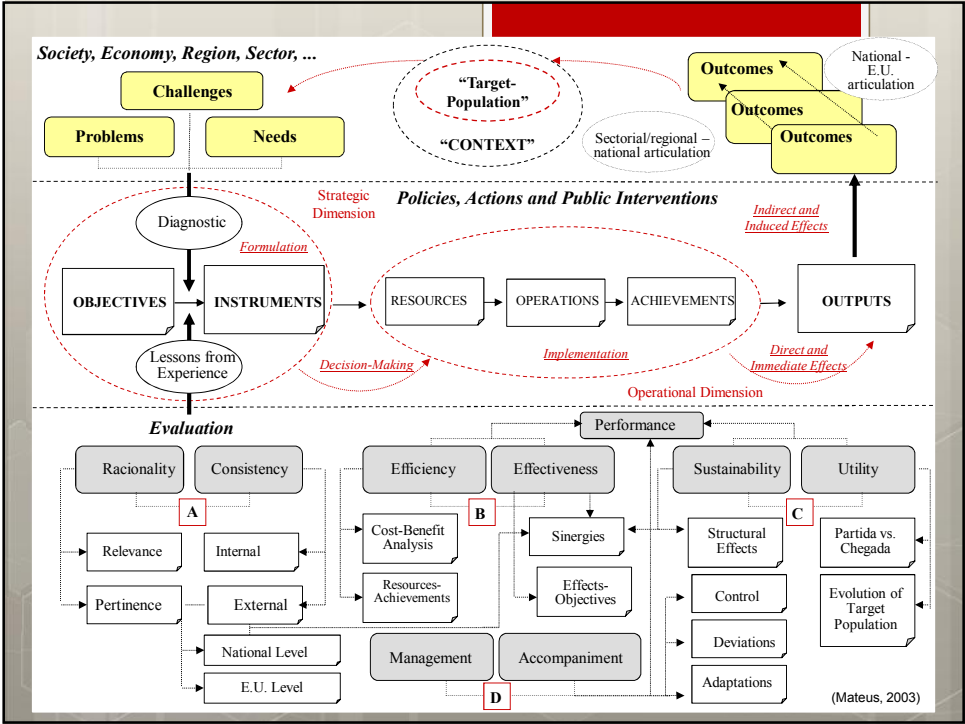 Society, Economy, Region, Sector, ...
Challenges
Problems
Needs
“Target-
Population”
“CONTEXT”
Sectorial/regional –
national articulation
National -
E.U.
articulation
Outcomes
Outcomes
Outcomes
Strategic
Dimension
Policies, Actions and Public Interventions
Indirect and
Induced Effects
Diagnostic
Formulation
OBJECTIVES
INSTRUMENTS
RESOURCES
OPERATIONS
ACHIEVEMENTS
OUTPUTS
Lessons from
Experience
Decision-Making
Implementation
Direct and
Immediate Effects
Operational Dimension
Evaluation
Performance
Racionality
Consistency
Efficiency
Effectiveness
Sustainability
Utility
A
B
C
Relevance
Internal
Cost-Benefit
Analysis
Sinergies
Structural
Effects
Partida vs.
Chegada
Pertinence
External
Resources-
Achievements
Effects-
Objectives
Control
Evolution of
Target
Population
National Level
Management
Accompaniment
Deviations
E.U. Level
D
Adaptations
(Mateus, 2003)